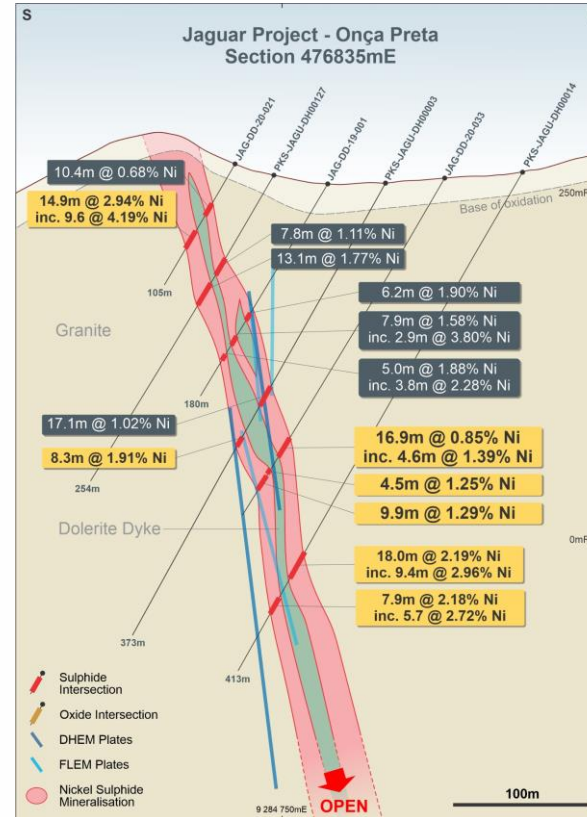 S
Jaguar Project - Onça Preta
Section 476835mE
JAG-DD-20-021
PKS-JAGU-DH00127
JAG-DD-19-001
PKS-JAGU-DH00003
JAG-DD-20-033
PKS-JAGU-DH00014
10.4m @ 0.68% Ni
14.9m @ 2.94% Ni
inc. 9.6 @ 4.19% Ni
250mR
Base of oxidation
7.8m @ 1.11% Ni
13.1m @ 1.77% Ni
105m
6.2m @ 1.90% Ni
7.9m @ 1.58% Ni
inc. 2.9m @ 3.80% Ni
Granite
5.0m @ 1.88% Ni
inc. 3.8m @ 2.28% Ni
180m
17.1m @ 1.02% Ni
8.3m @ 1.91% Ni
16.9m @ 0.85% Ni
inc. 4.6m @ 1.39% Ni
254m
4.5m @ 1.25% Ni
9.9m @ 1.29% Ni
Dolerite Dyke
0mR
18.0m @ 2.19% Ni
inc. 9.4m @ 2.96% Ni
7.9m @ 2.18% Ni
inc. 5.7 @ 2.72% Ni
373m
413m
Sulphide
Intersection
Oxide Intersection
DHEM Plates
FLEM Plates
Nickel Sulphide
Mineralisation
OPEN
9 284 750mE
100m